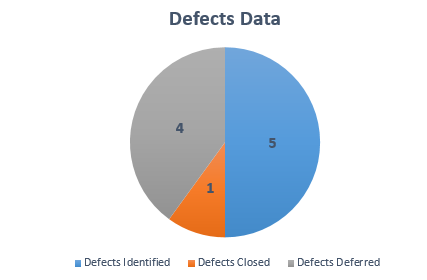 Defects Data
4
5
1
Defects Identified
Defects Closed
Defects Deferred